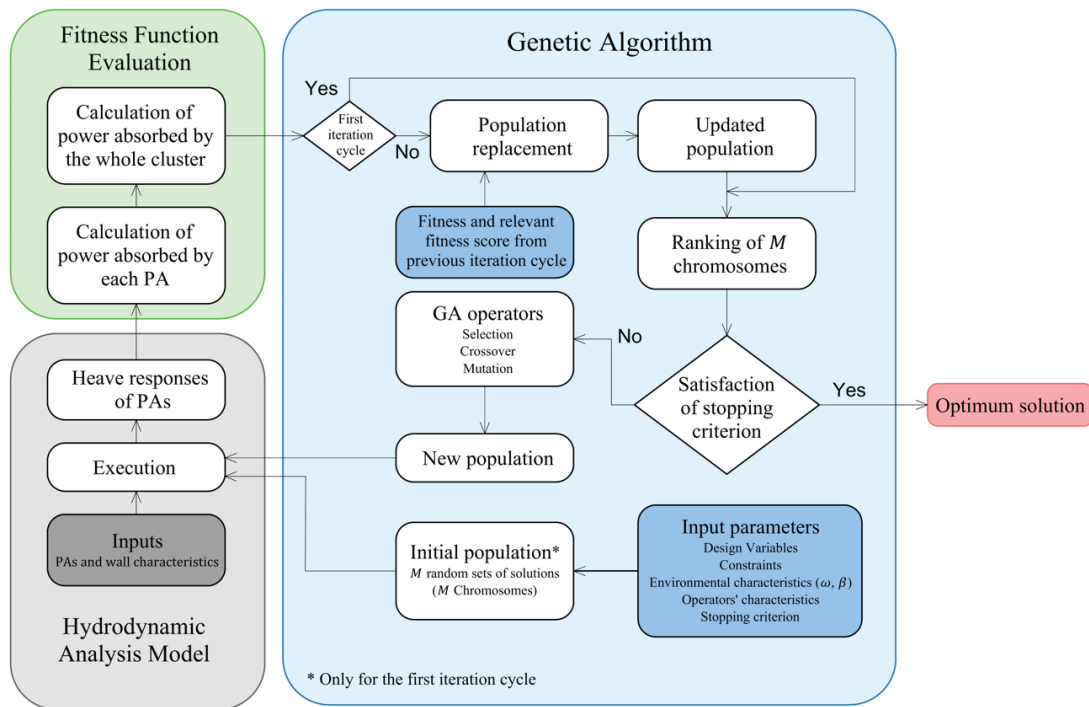 Fitness Function
Evaluation
Calculation of
power absorbed by
the whole cluster
Calculation of
power absorbed by
each PA
Heave responses
of PAs
Execution
Inputs
PAs and wall characteristics
Hydrodynamic
Analysis Model
Genetic Algorithm
Yes
First
iteration
cycle
No
Population
replacement
Updated
population
Fitness and relevant
fitness score from
previous iteration cycle
Ranking of M
chromosomes
GA operators
Selection
Crossover
Mutation
No
Satisfaction
of stopping
criterion
Yes
Optimum solution
New population
Initial population*
M random sets of solutions
(M Chromosomes)
Input parameters
Design Variables
Constraints
Environmental characteristics (ω, β)
Operators' characteristics
Stopping criterion
* Only for the first iteration cycle